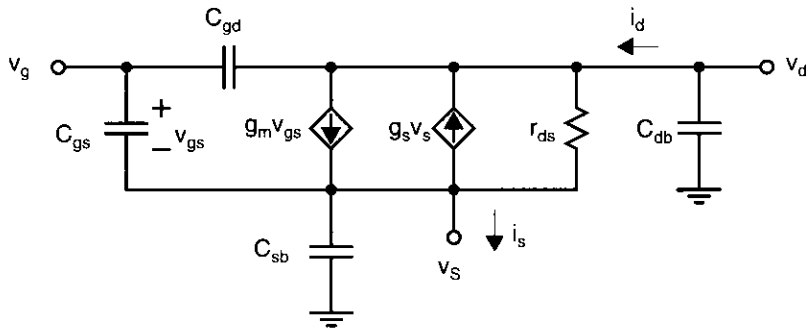 C_gd
i_d
v_g
v_d
+
C_gs
– v_gs
g_m v_gs
g_s v_s
r_ds
C_db
C_sb
i_s
v_S